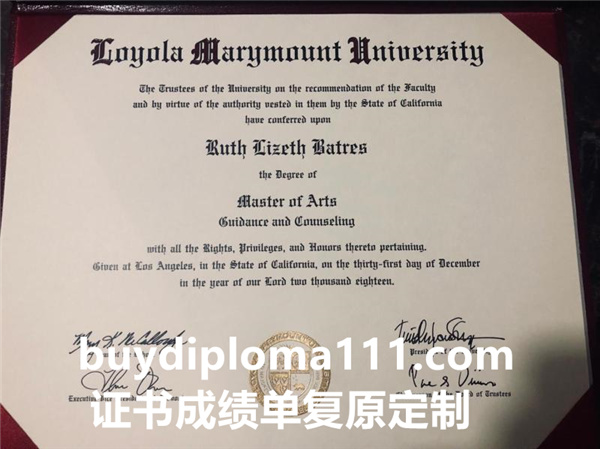 Loyola Marymount University
The Trustees of the University on the recommendation of the Faculty
and by virtue of the authority vested in them by the State of California
have conferred upon
Ruth Lizeth Batres
the Degree of
Master of Arts
Guidance and Counseling
with all the Rights, Privileges, and Honors thereto pertaining.
Given at Los Angeles, in the State of California, on the thirty-first day of December
in the year of our Lord two thousand eighteen.
buydiploma111.com
证书成绩单复原定制
Executive Vice
of Trustees